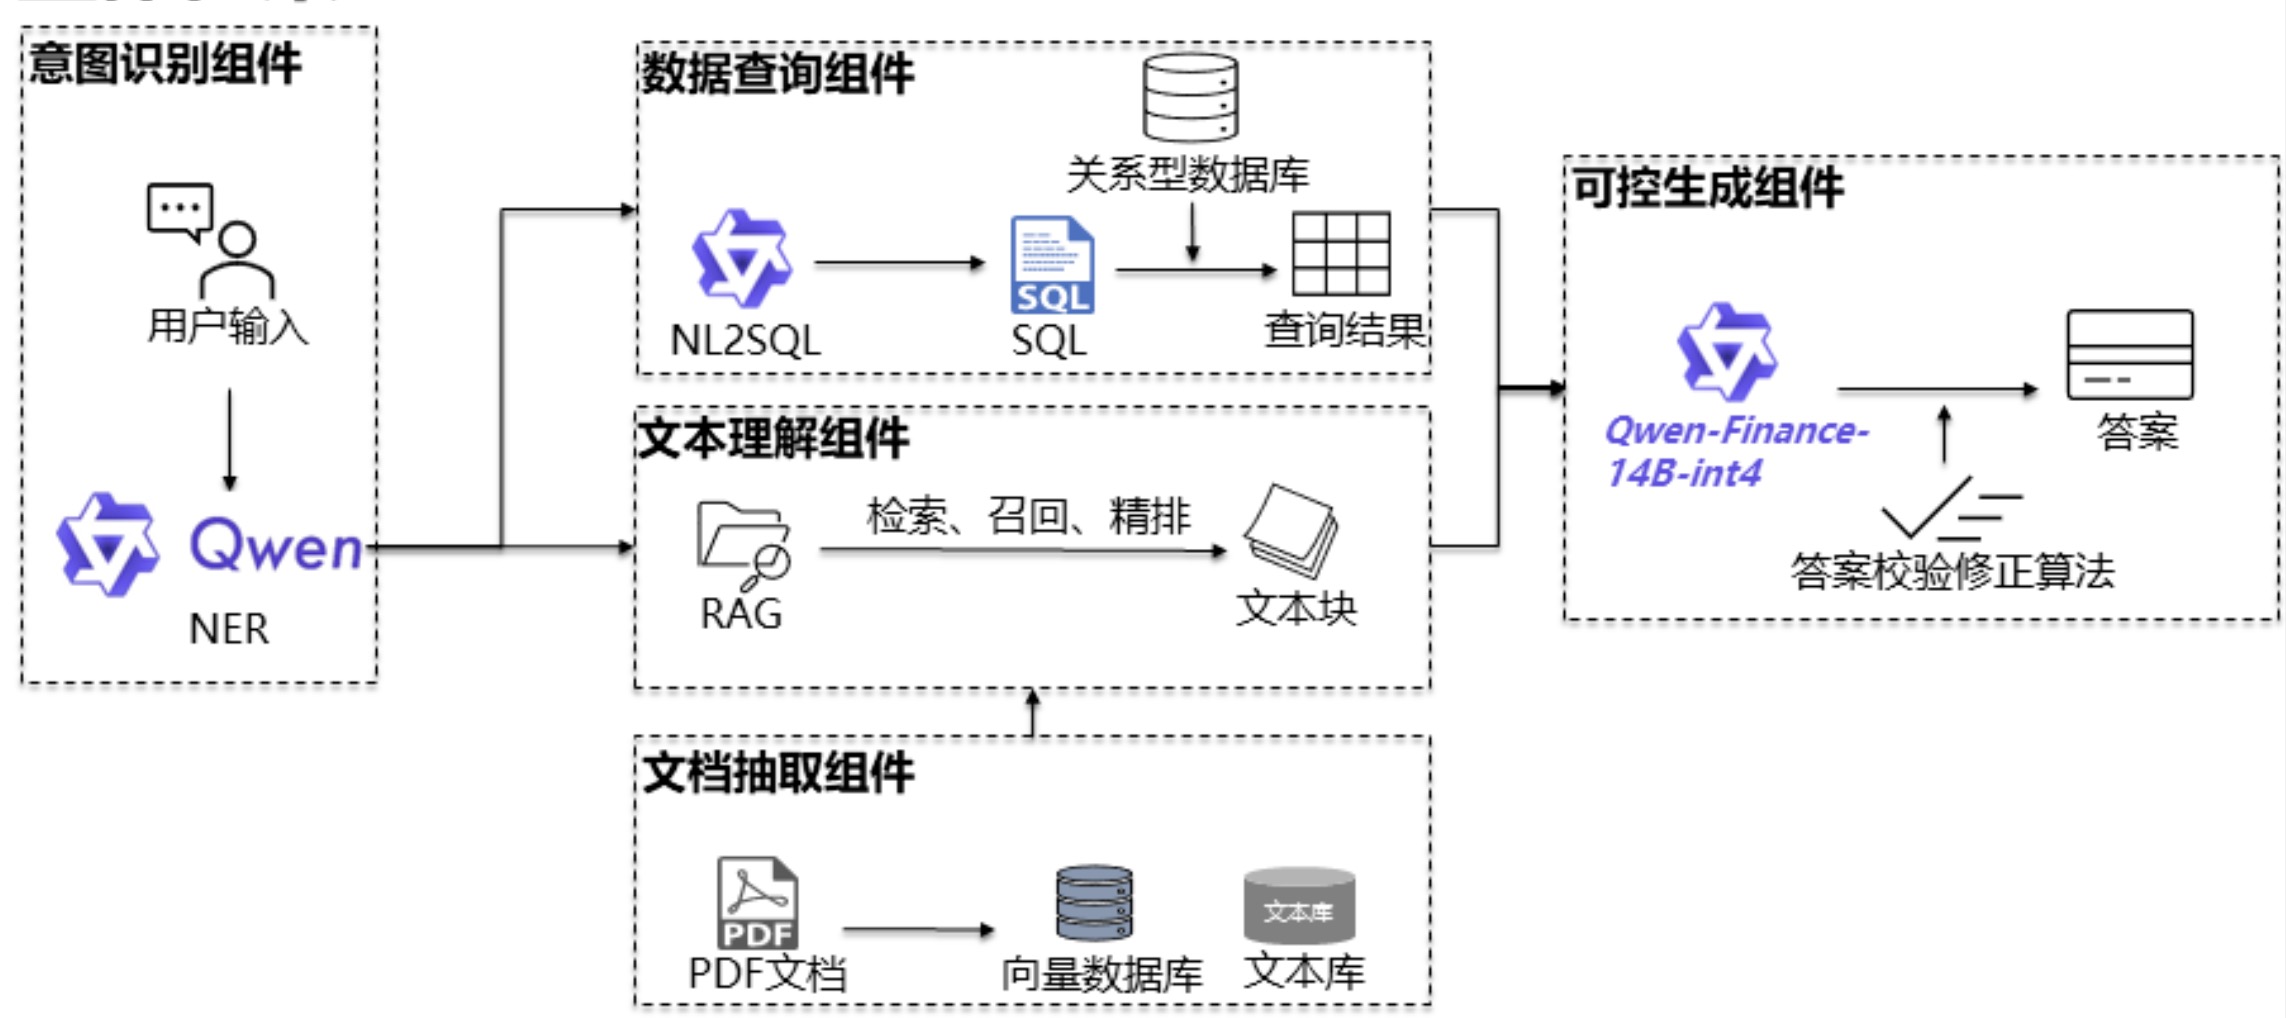 意图识别组件
用户输入
Qwen
NER
数据查询组件
关系型数据库
NL2SQL
SQL
SQL
查询结果
文本理解组件
检索、召回、精排
RAG
文本块
文档抽取组件
PDF
PDF文档
向量数据库
文本库
文本库
可控生成组件
Qwen-Finance-
14B-int4
答案
答案校验修正算法